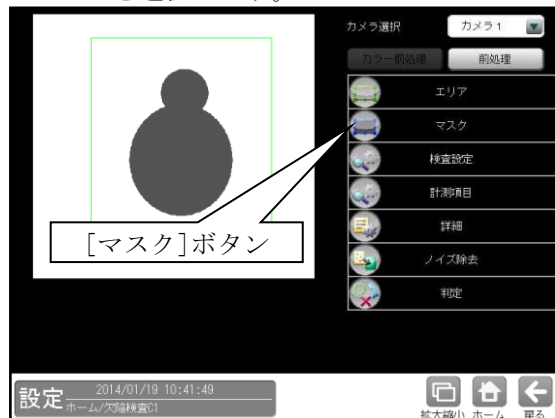 カメラ選択
カメラ1
カラー前処理
前処理
エリア
マスク
検査設定
計測項目
詳細
ノイズ除去
判定
[マスク]ボタン
設定
2014/01/19 10:41:49
ホーム/欠陥検査C1
拡大縮小 ホーム 戻る